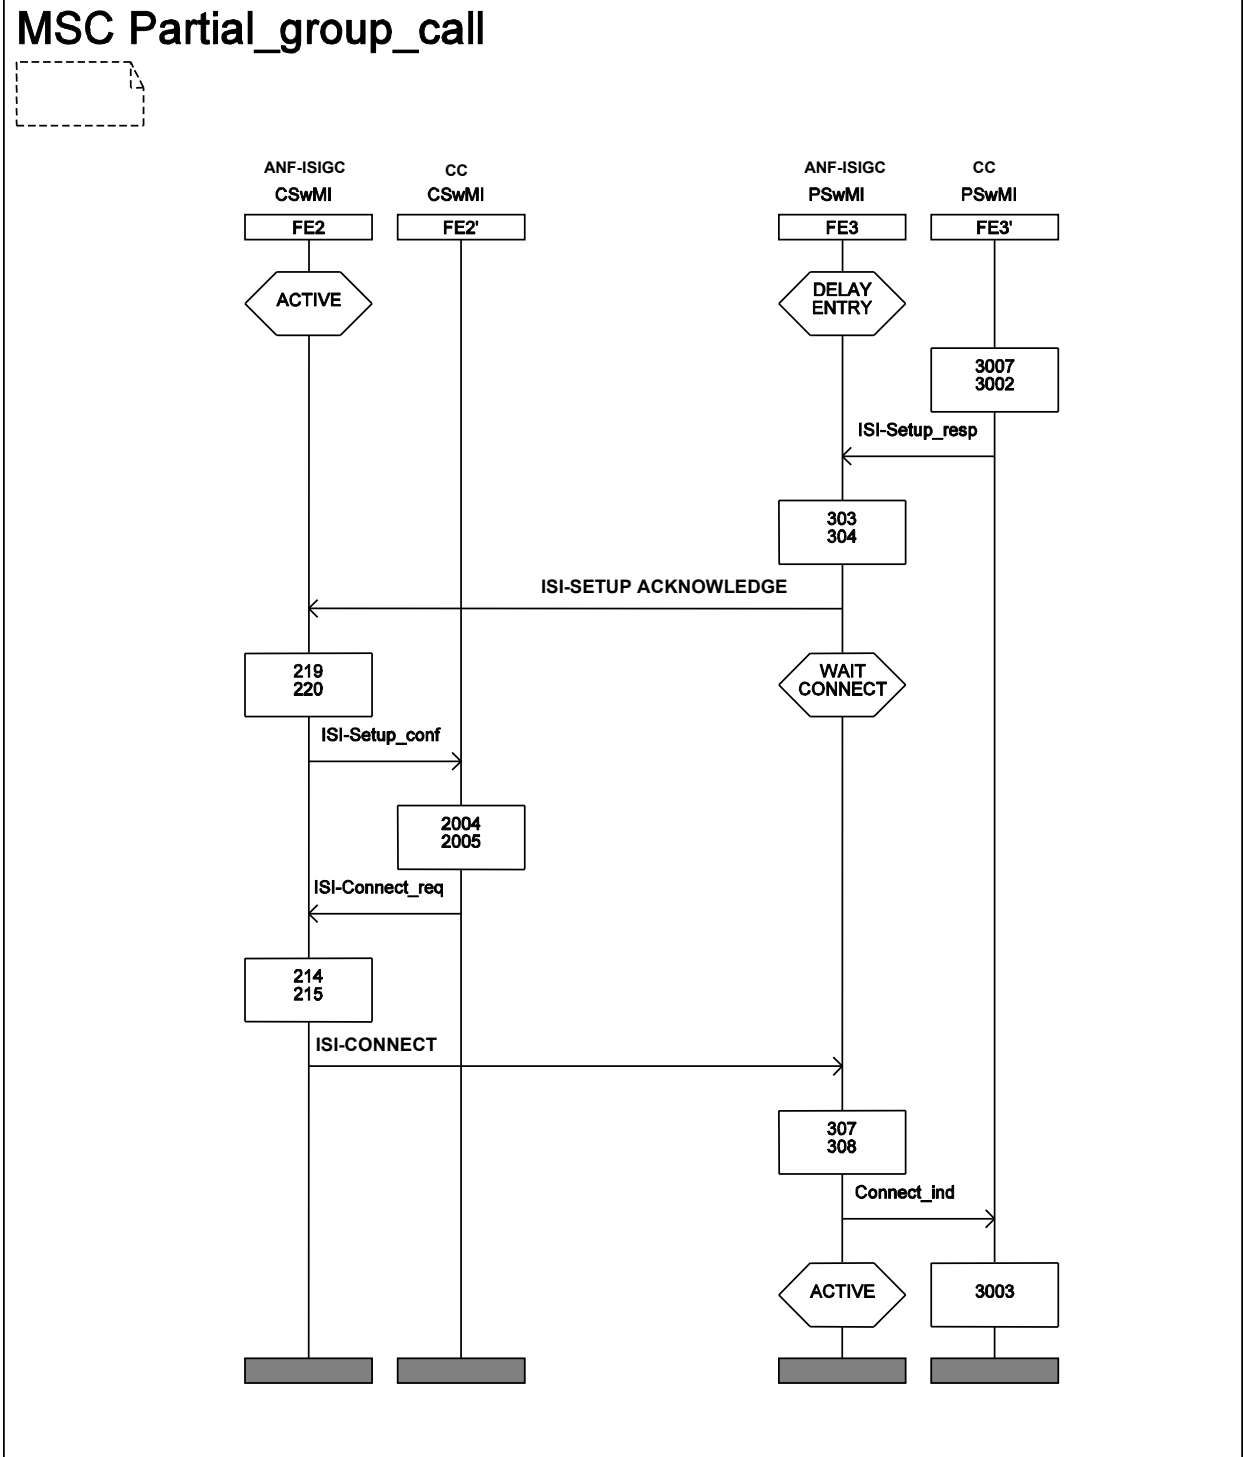 MSC Partial_group_call
ANF-ISIGC CC ANF-ISIGC CC
CSwMI CSwMI PSwMI PSwMI
FE2 FE2' FE3 FE3'
ACTIVE
DELAY
ENTRY
3007
3002
ISI-Setup_resp
303
304
ISI-SETUP ACKNOWLEDGE
219
220
WAIT
CONNECT
ISI-Setup_conf
2004
2005
ISI-Connect_req
214
215
ISI-CONNECT
307
308
Connect_ind
ACTIVE
3003